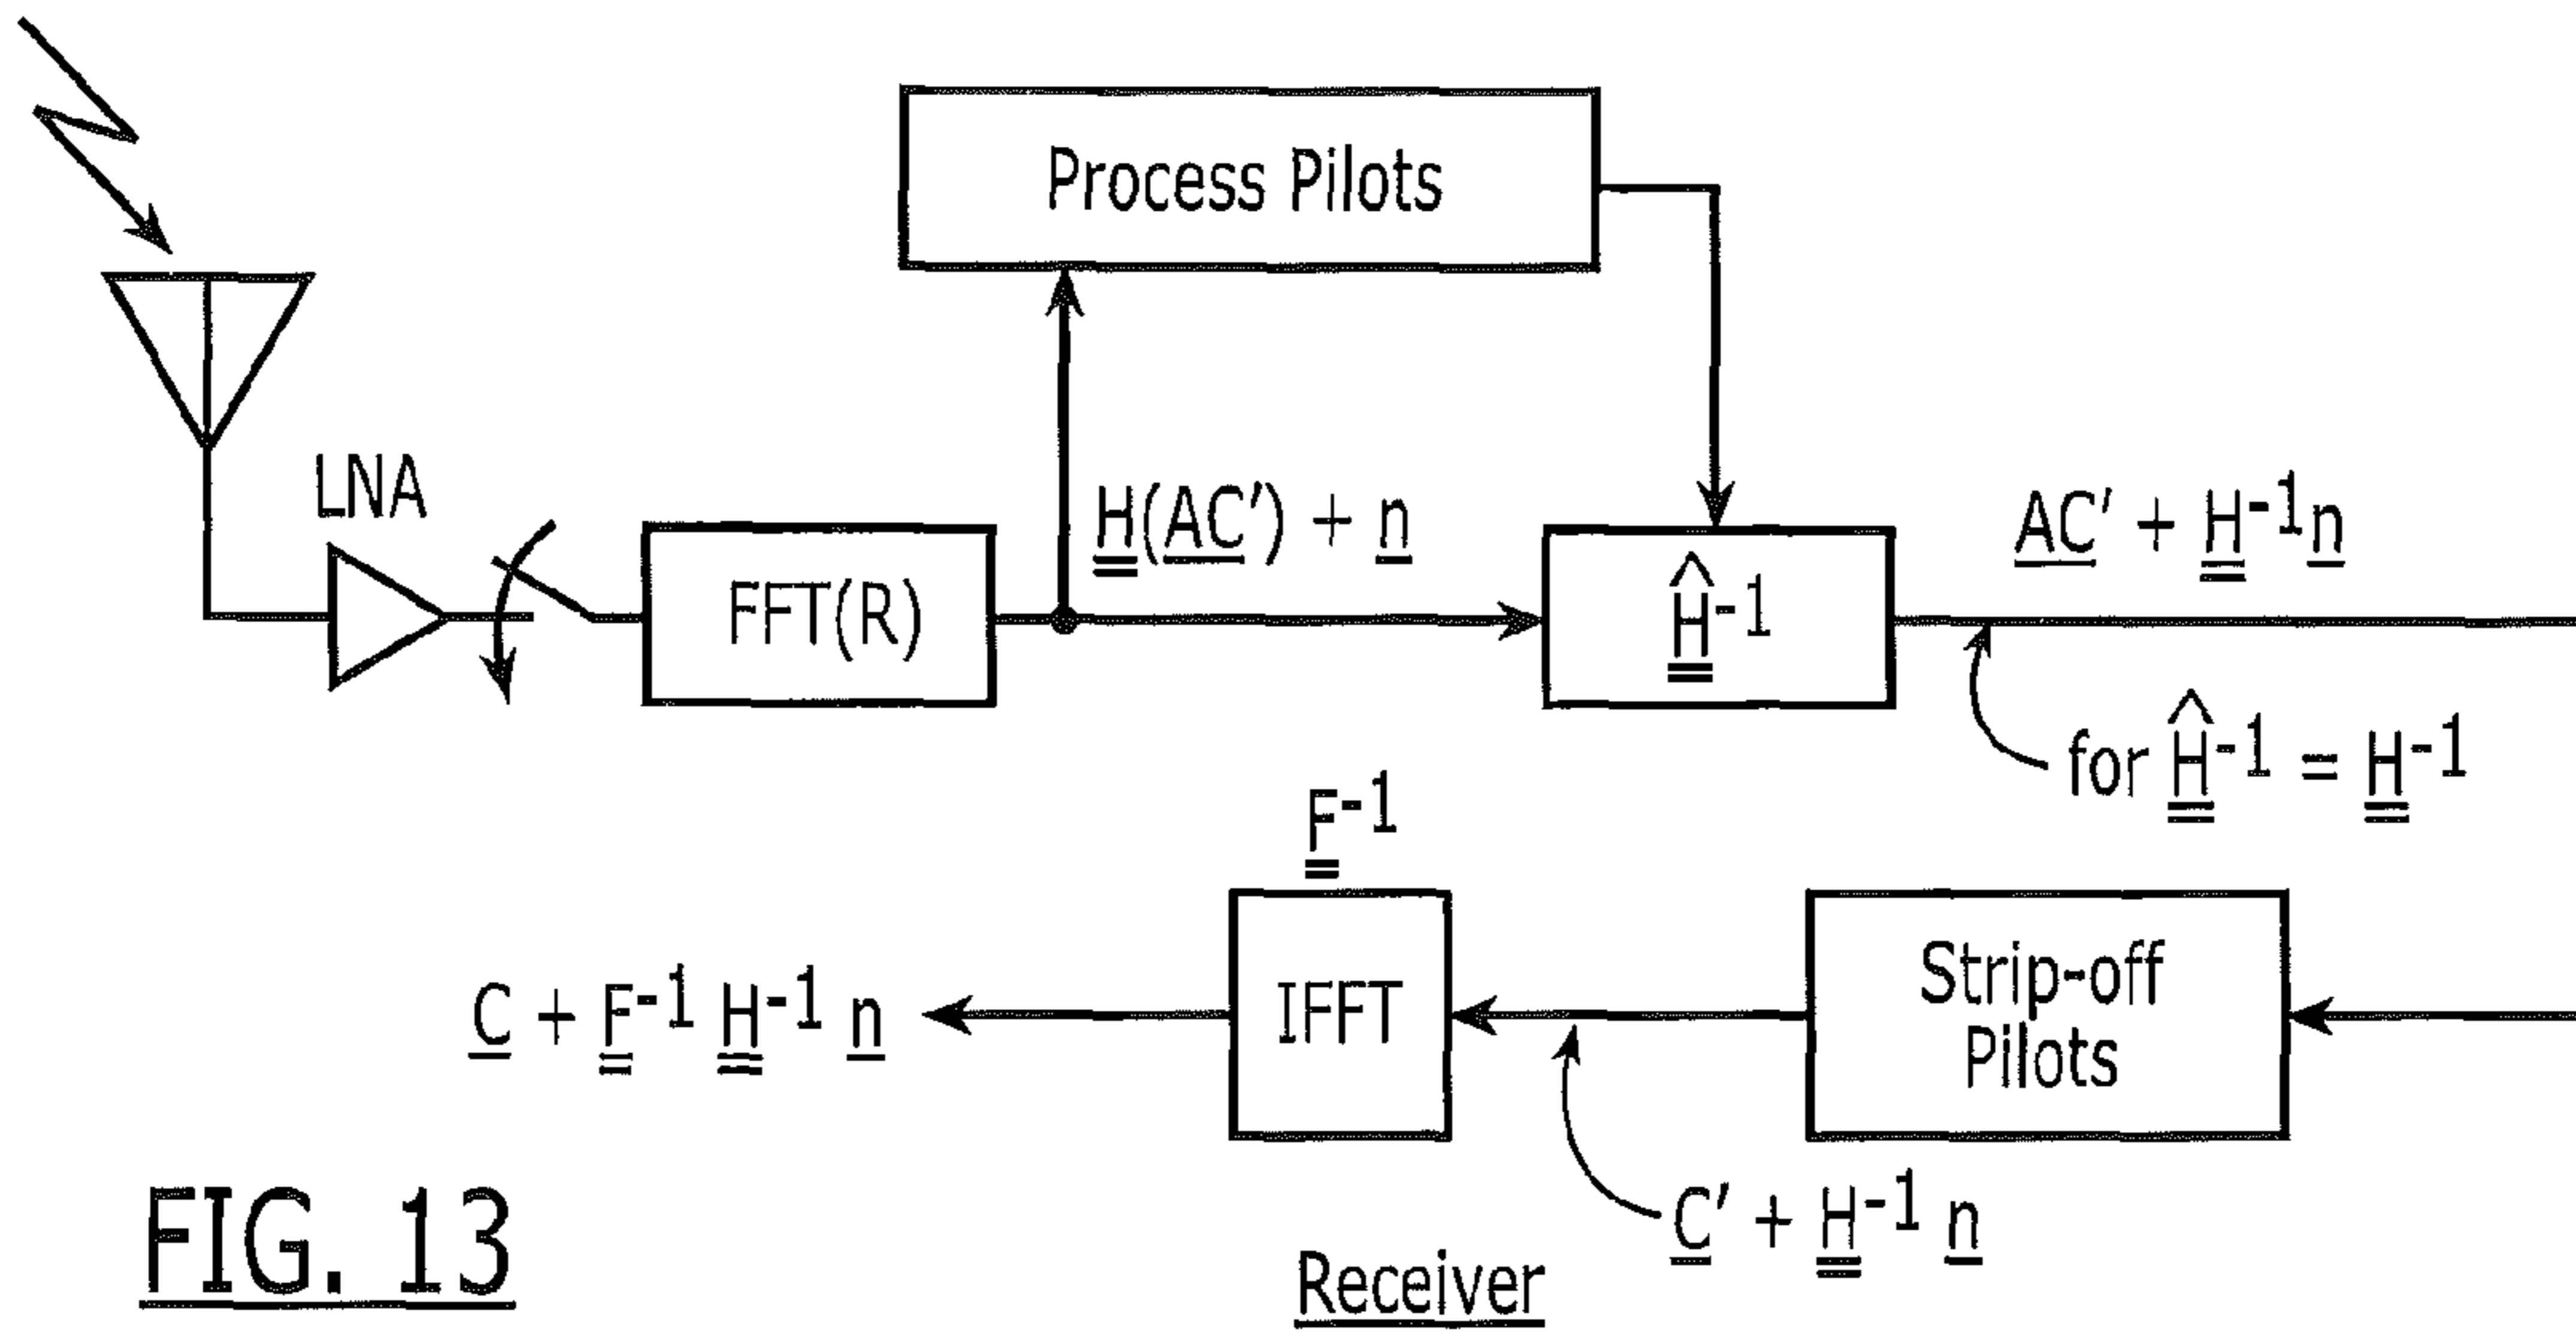 Process Pilots
LNA
FFT(R)
H(AC') + n
Ĥ⁻¹
AC' + H⁻¹n
for Ĥ⁻¹ = H⁻¹
F⁻¹
C + F⁻¹ H⁻¹ n
IFFT
Strip-off
Pilots
C' + H⁻¹ n
FIG. 13
Receiver